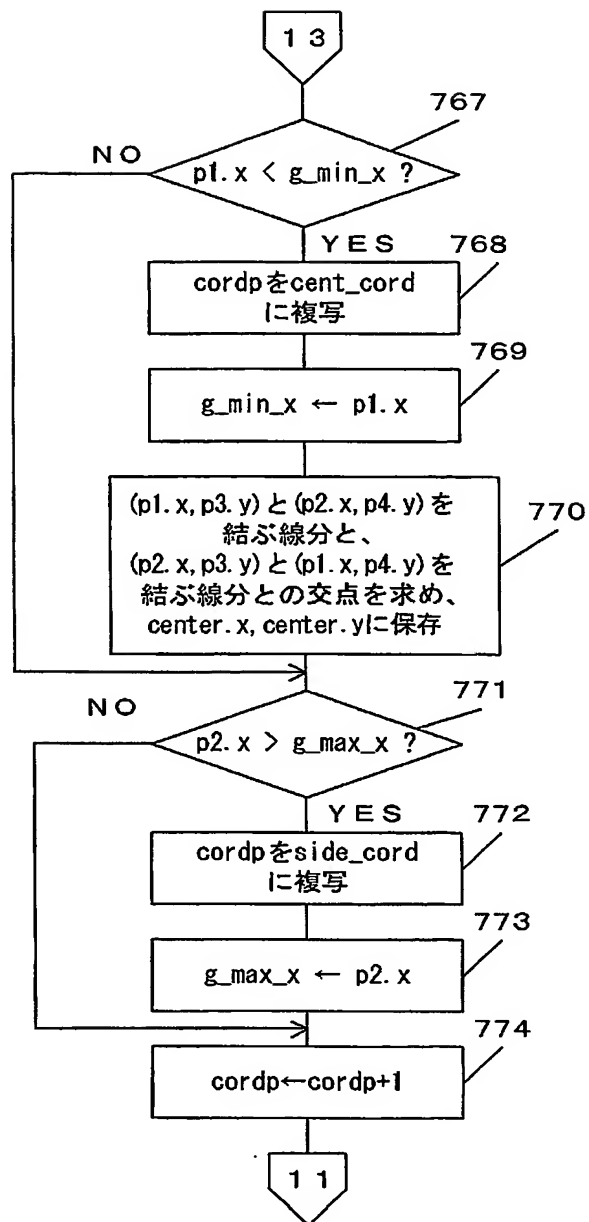 13
767
NO
p1.x < g_min_x ?
YES
768
cordpをcent_cord
に複写
769
g_min_x ← p1.x
(p1.x,p3.y)と(p2.x,p4.y)を
結ぶ線分と、
(p2.x,p3.y)と(p1.x,p4.y)を
結ぶ線分との交点を求め、
center.x,center.yに保存
770
771
NO
p2.x > g_max_x ?
YES
772
cordpをside_cord
に複写
773
g_max_x ← p2.x
774
cordp←cordp+1
11